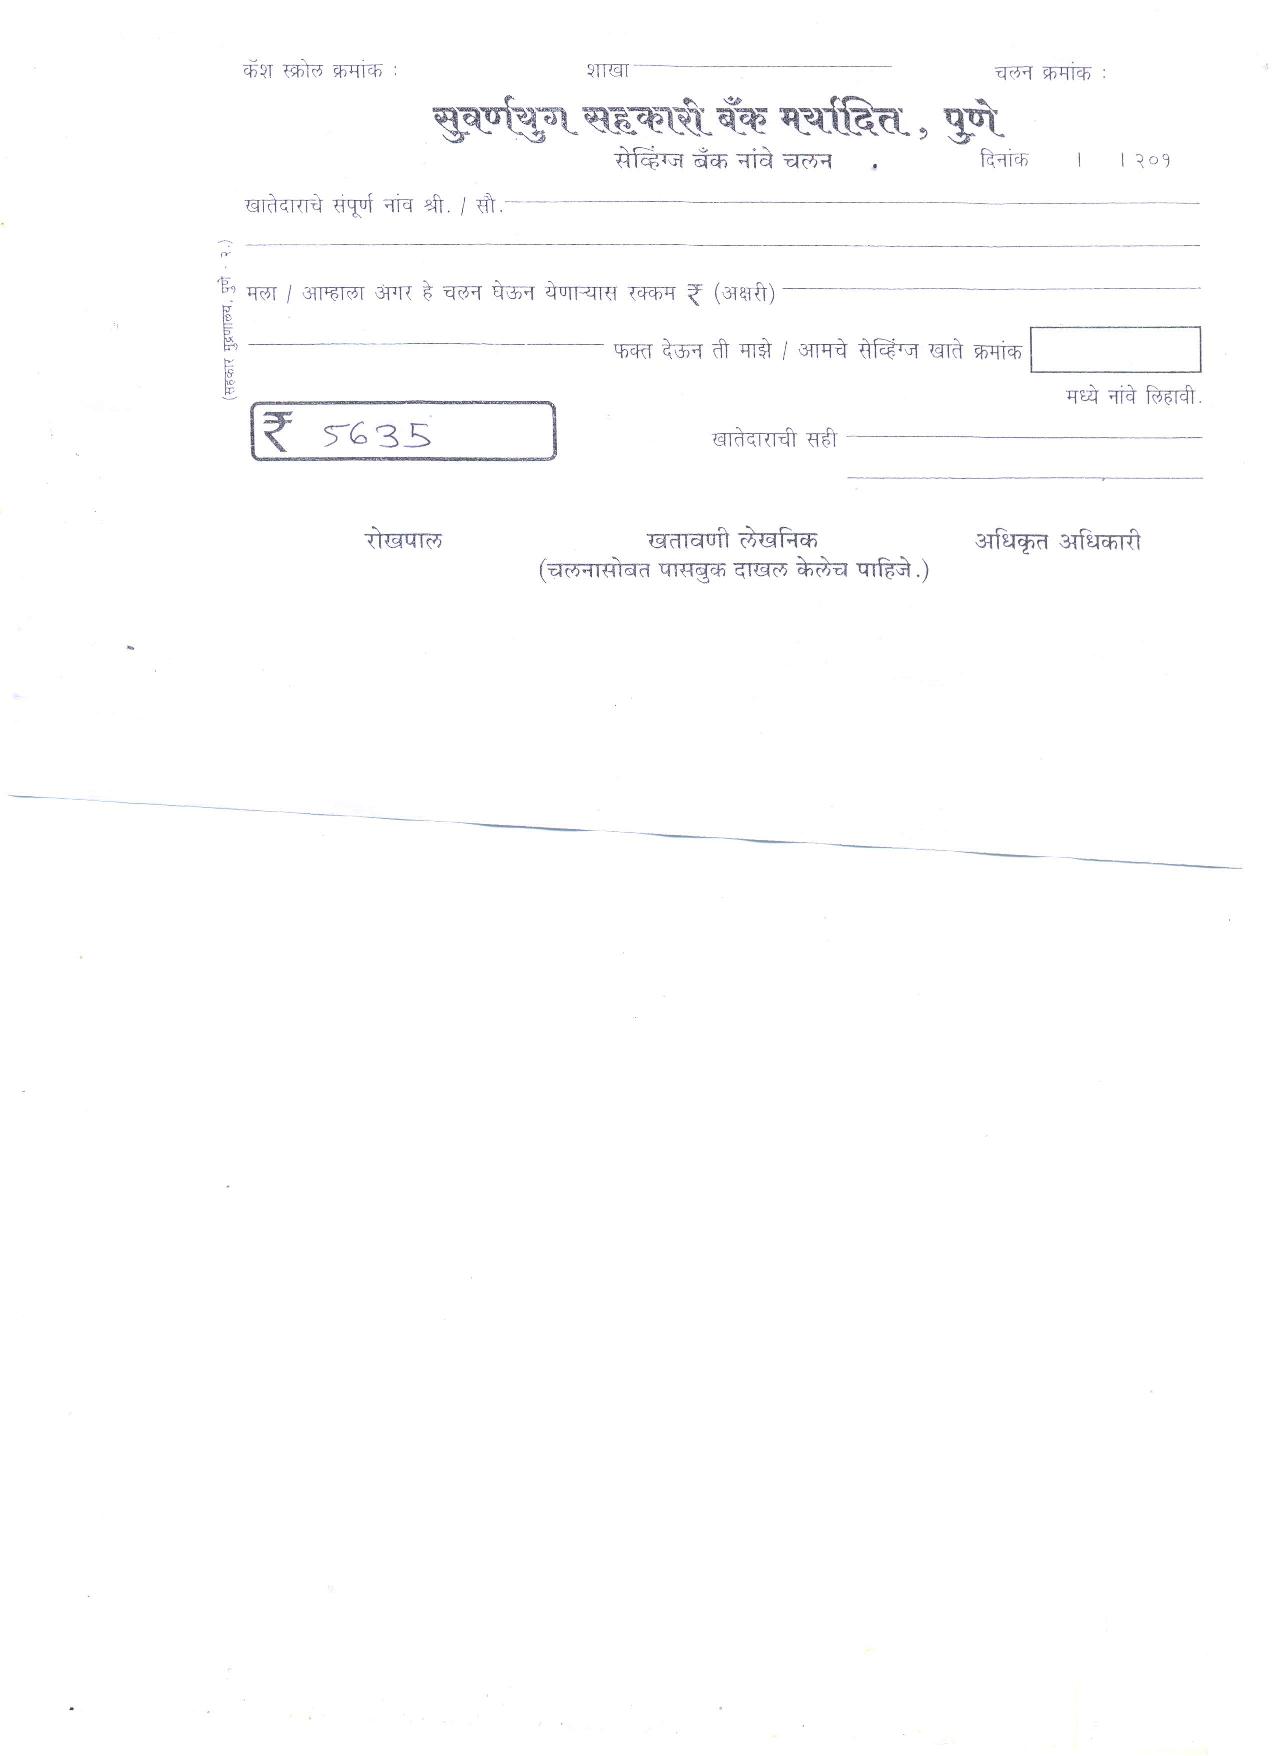 कॅश स्क्रोल क्रमांक : शाखा चलन क्रमांक :
सुवर्णयुग सहकारी बँक मर्यादित, पुणे
सेव्हिंग्ज बँक नांवे चलन . दिनांक । । २०१
खातेदाराचे संपूर्ण नांव श्री. / सौ.
(सहकार मुद्रणालय, पुणे - २.)
मला / आम्हाला अगर हे चलन घेऊन येणाऱ्यास रक्कम ₹ (अक्षरी)
फक्त देऊन ती माझे / आमचे सेव्हिंग्ज खाते क्रमांक
मध्ये नांवे लिहावी.
₹ 5635 खातेदाराची सही
रोखपाल खतावणी लेखनिक अधिकृत अधिकारी
(चलनासोबत पासबुक दाखल केलेच पाहिजे.)